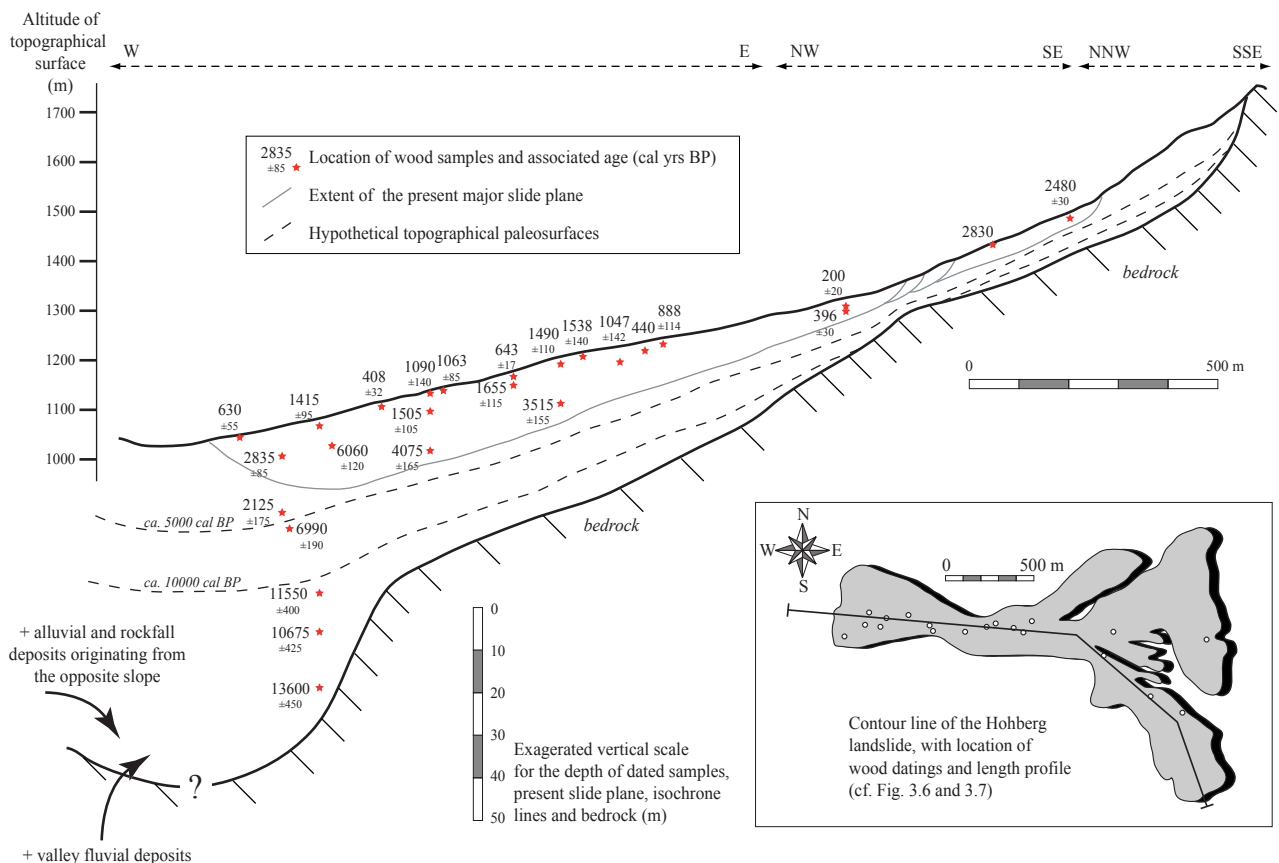 Altitude of
topographical
surface
(m)
W
E
NW
SE
NNW
SSE
1700
1600
1500
1400
1300
1200
1100
1000
2835
±85
Location of wood samples and associated age (cal yrs BP)
Extent of  the present major slide plane
Hypothetical topographical paleosurfaces
2480
±30
2830
bedrock
200
±20
396
±30
0
500 m
888
±114
440
1047
±142
1538
±140
1490
±110
643
±17
1655
±115
3515
±155
1063
±85
1090
±140
1505
±105
4075
±165
408
±32
1415
±95
6060
±120
630
±55
2835
±85
2125
±175
6990
±190
ca. 5000 cal BP
ca. 10000 cal BP
bedrock
11550
±400
10675
±425
13600
±450
+ alluvial and rockfall
deposits originating from
the opposite slope
?
+ valley fluvial deposits
0
10
20
30
40
50
Exagerated vertical scale
for the depth of dated samples,
present slide plane, isochrone
lines and bedrock (m)
N
W
E
S
0
500 m
Contour line of the Hohberg
landslide, with location of
wood datings and length profile
(cf. Fig. 3.6 and 3.7)